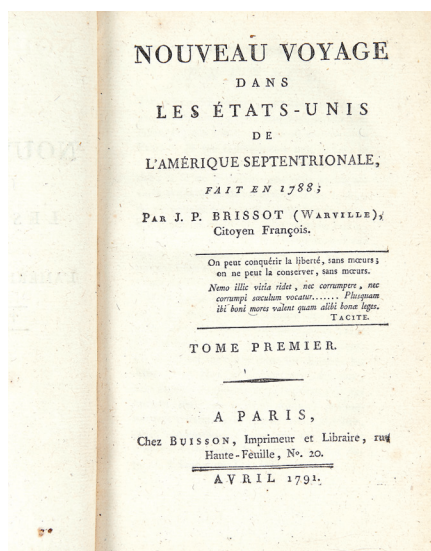 NOUVEAU VOYAGE
DANS
LES ÉTATS-UNIS
DE
L'AMÉRIQUE SEPTENTRIONALE,
FAIT EN 1788;
PAR J. P. BRISSOT (WARVILLE),
Citoyen François.
On peut conquérir la liberté, sans mœurs;
on ne peut la conserver, sans mœurs.
Nemo illic vitia ridet, nec corrumpere, nec
corrumpi sæculum vocatur....... Plusquam
ibi boni mores valent quam alibi bonæ leges.
TACITE.
TOME PREMIER.
A PARIS,
Chez BUISSON, Imprimeur et Libraire, rue
Haute-Feuille, No. 20.
AVRIL 1791.